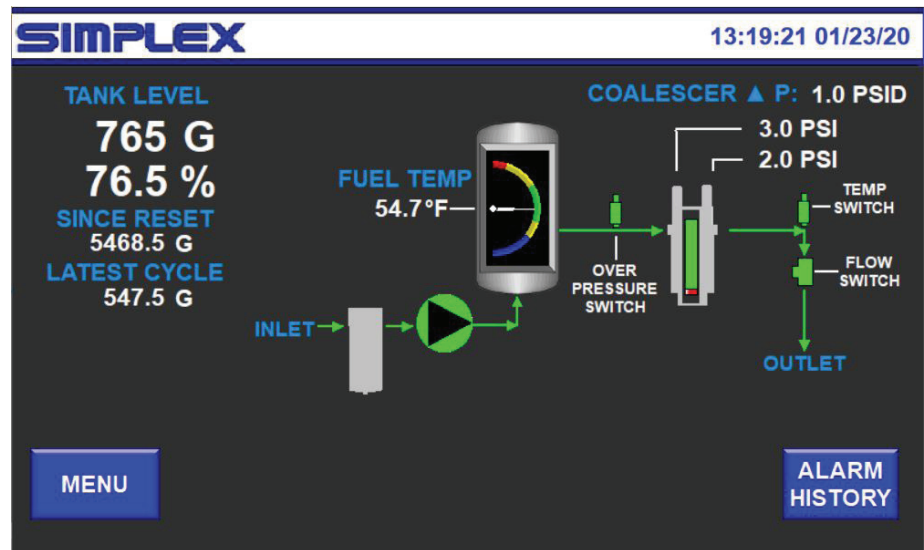 SIMPLEX
13:19:21 01/23/20
TANK LEVEL
765 G
76.5 %
SINCE RESET
5468.5 G
LATEST CYCLE
547.5 G
COALESCER ▲ P: 1.0 PSID
3.0 PSI
2.0 PSI
FUEL TEMP
54.7°F
TEMP
SWITCH
OVER
PRESSURE
SWITCH
FLOW
SWITCH
INLET
OUTLET
MENU
ALARM
HISTORY